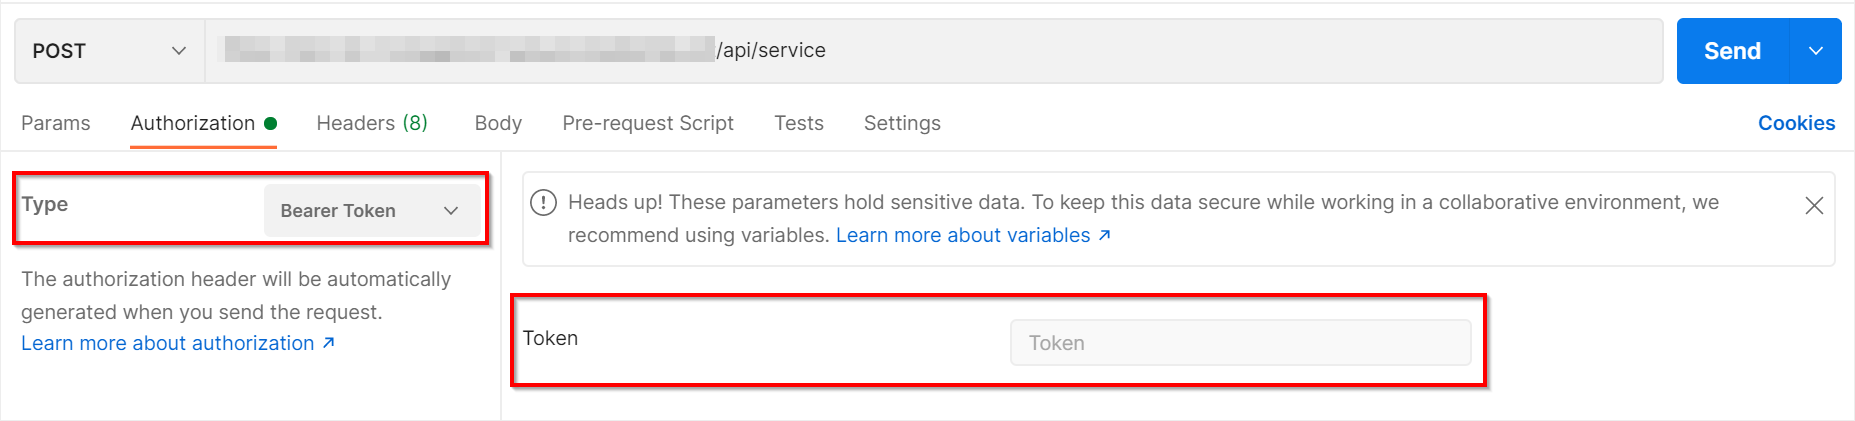 POST
/api/service
Send
Params Authorization Headers (8) Body Pre-request Script Tests Settings Cookies
Type Bearer Token
The authorization header will be automatically
generated when you send the request.
Learn more about authorization ↗
Heads up! These parameters hold sensitive data. To keep this data secure while working in a collaborative environment, we
recommend using variables. Learn more about variables ↗
Token Token